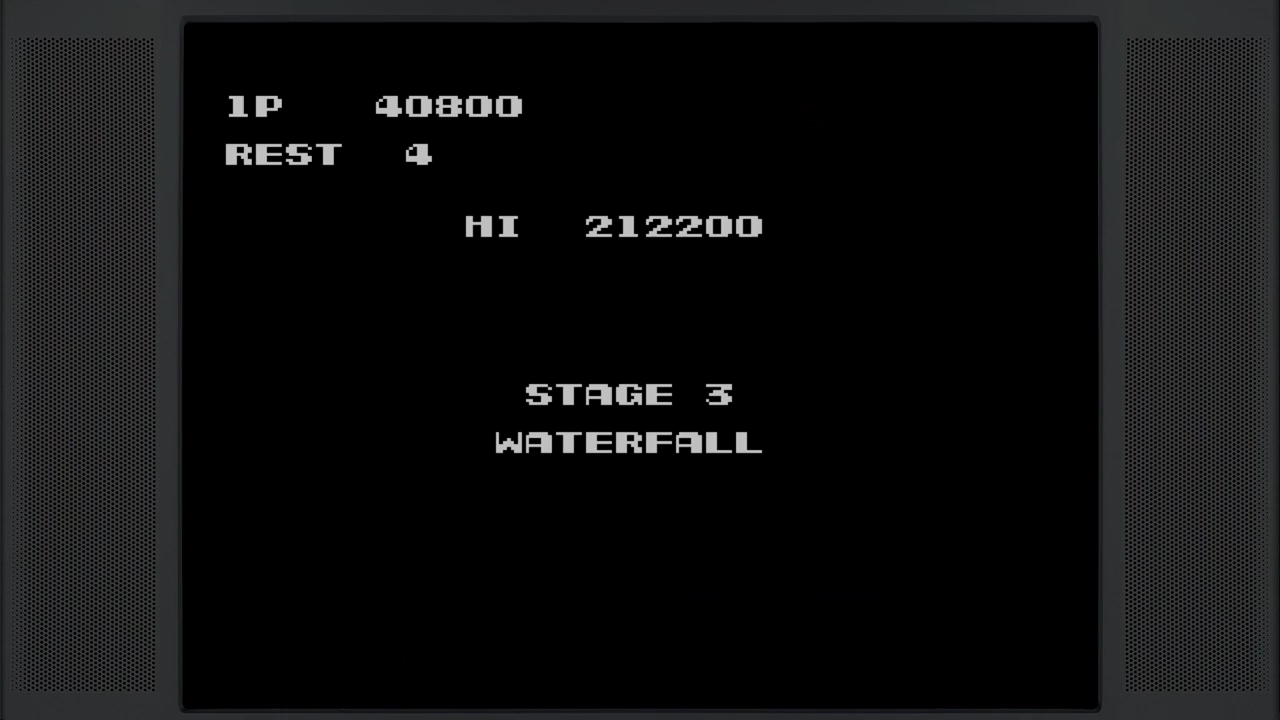 1P 40800
REST 4
HI 212200
STAGE 3
WATERFALL